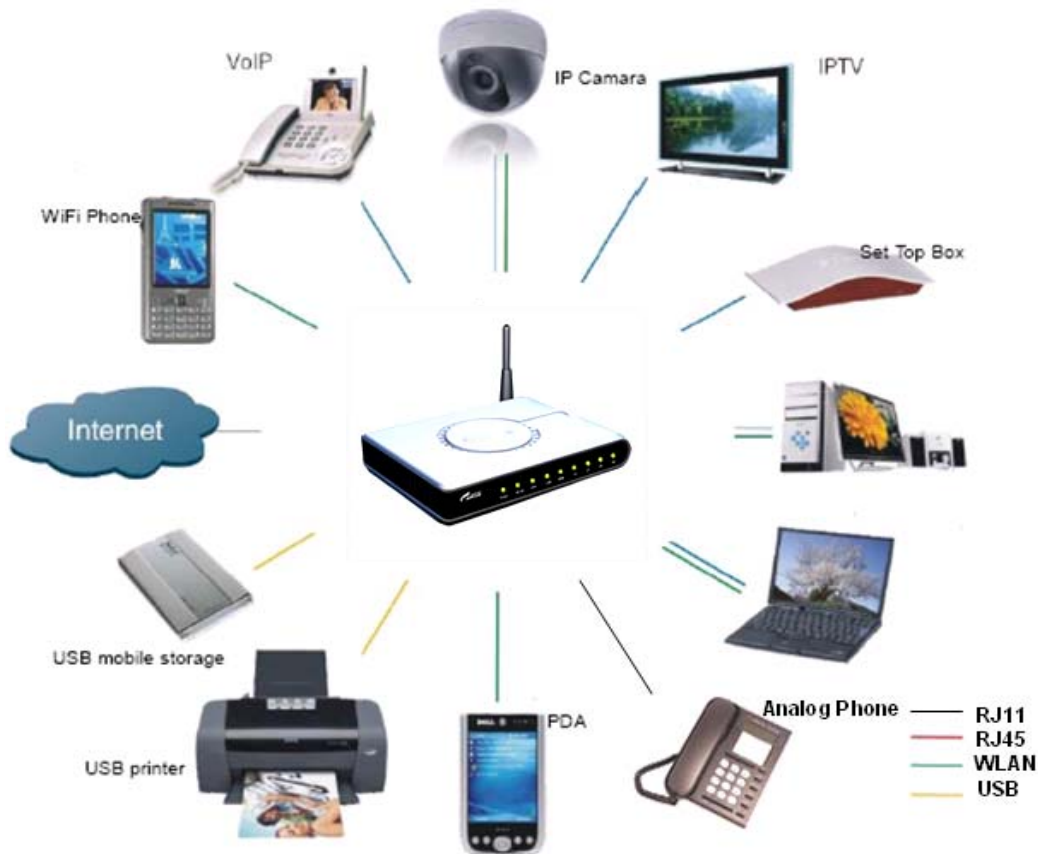 VoIP
IP Camara
IPTV
WiFi Phone
Set Top Box
Internet
USB mobile storage
USB printer
DELL
PDA
Analog Phone
RJ11
RJ45
WLAN
USB